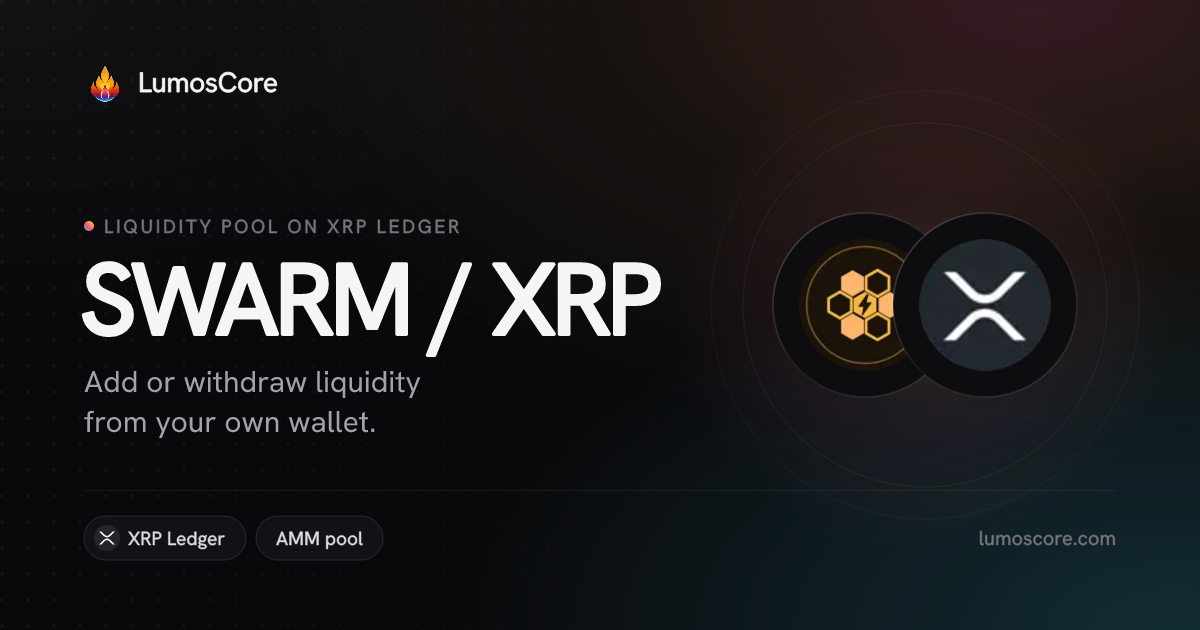 LumosCore
LIQUIDITY POOL ON XRP LEDGER
SWARM / XRP
Add or withdraw liquidity
from your own wallet.
XRP Ledger
AMM pool
lumoscore.com